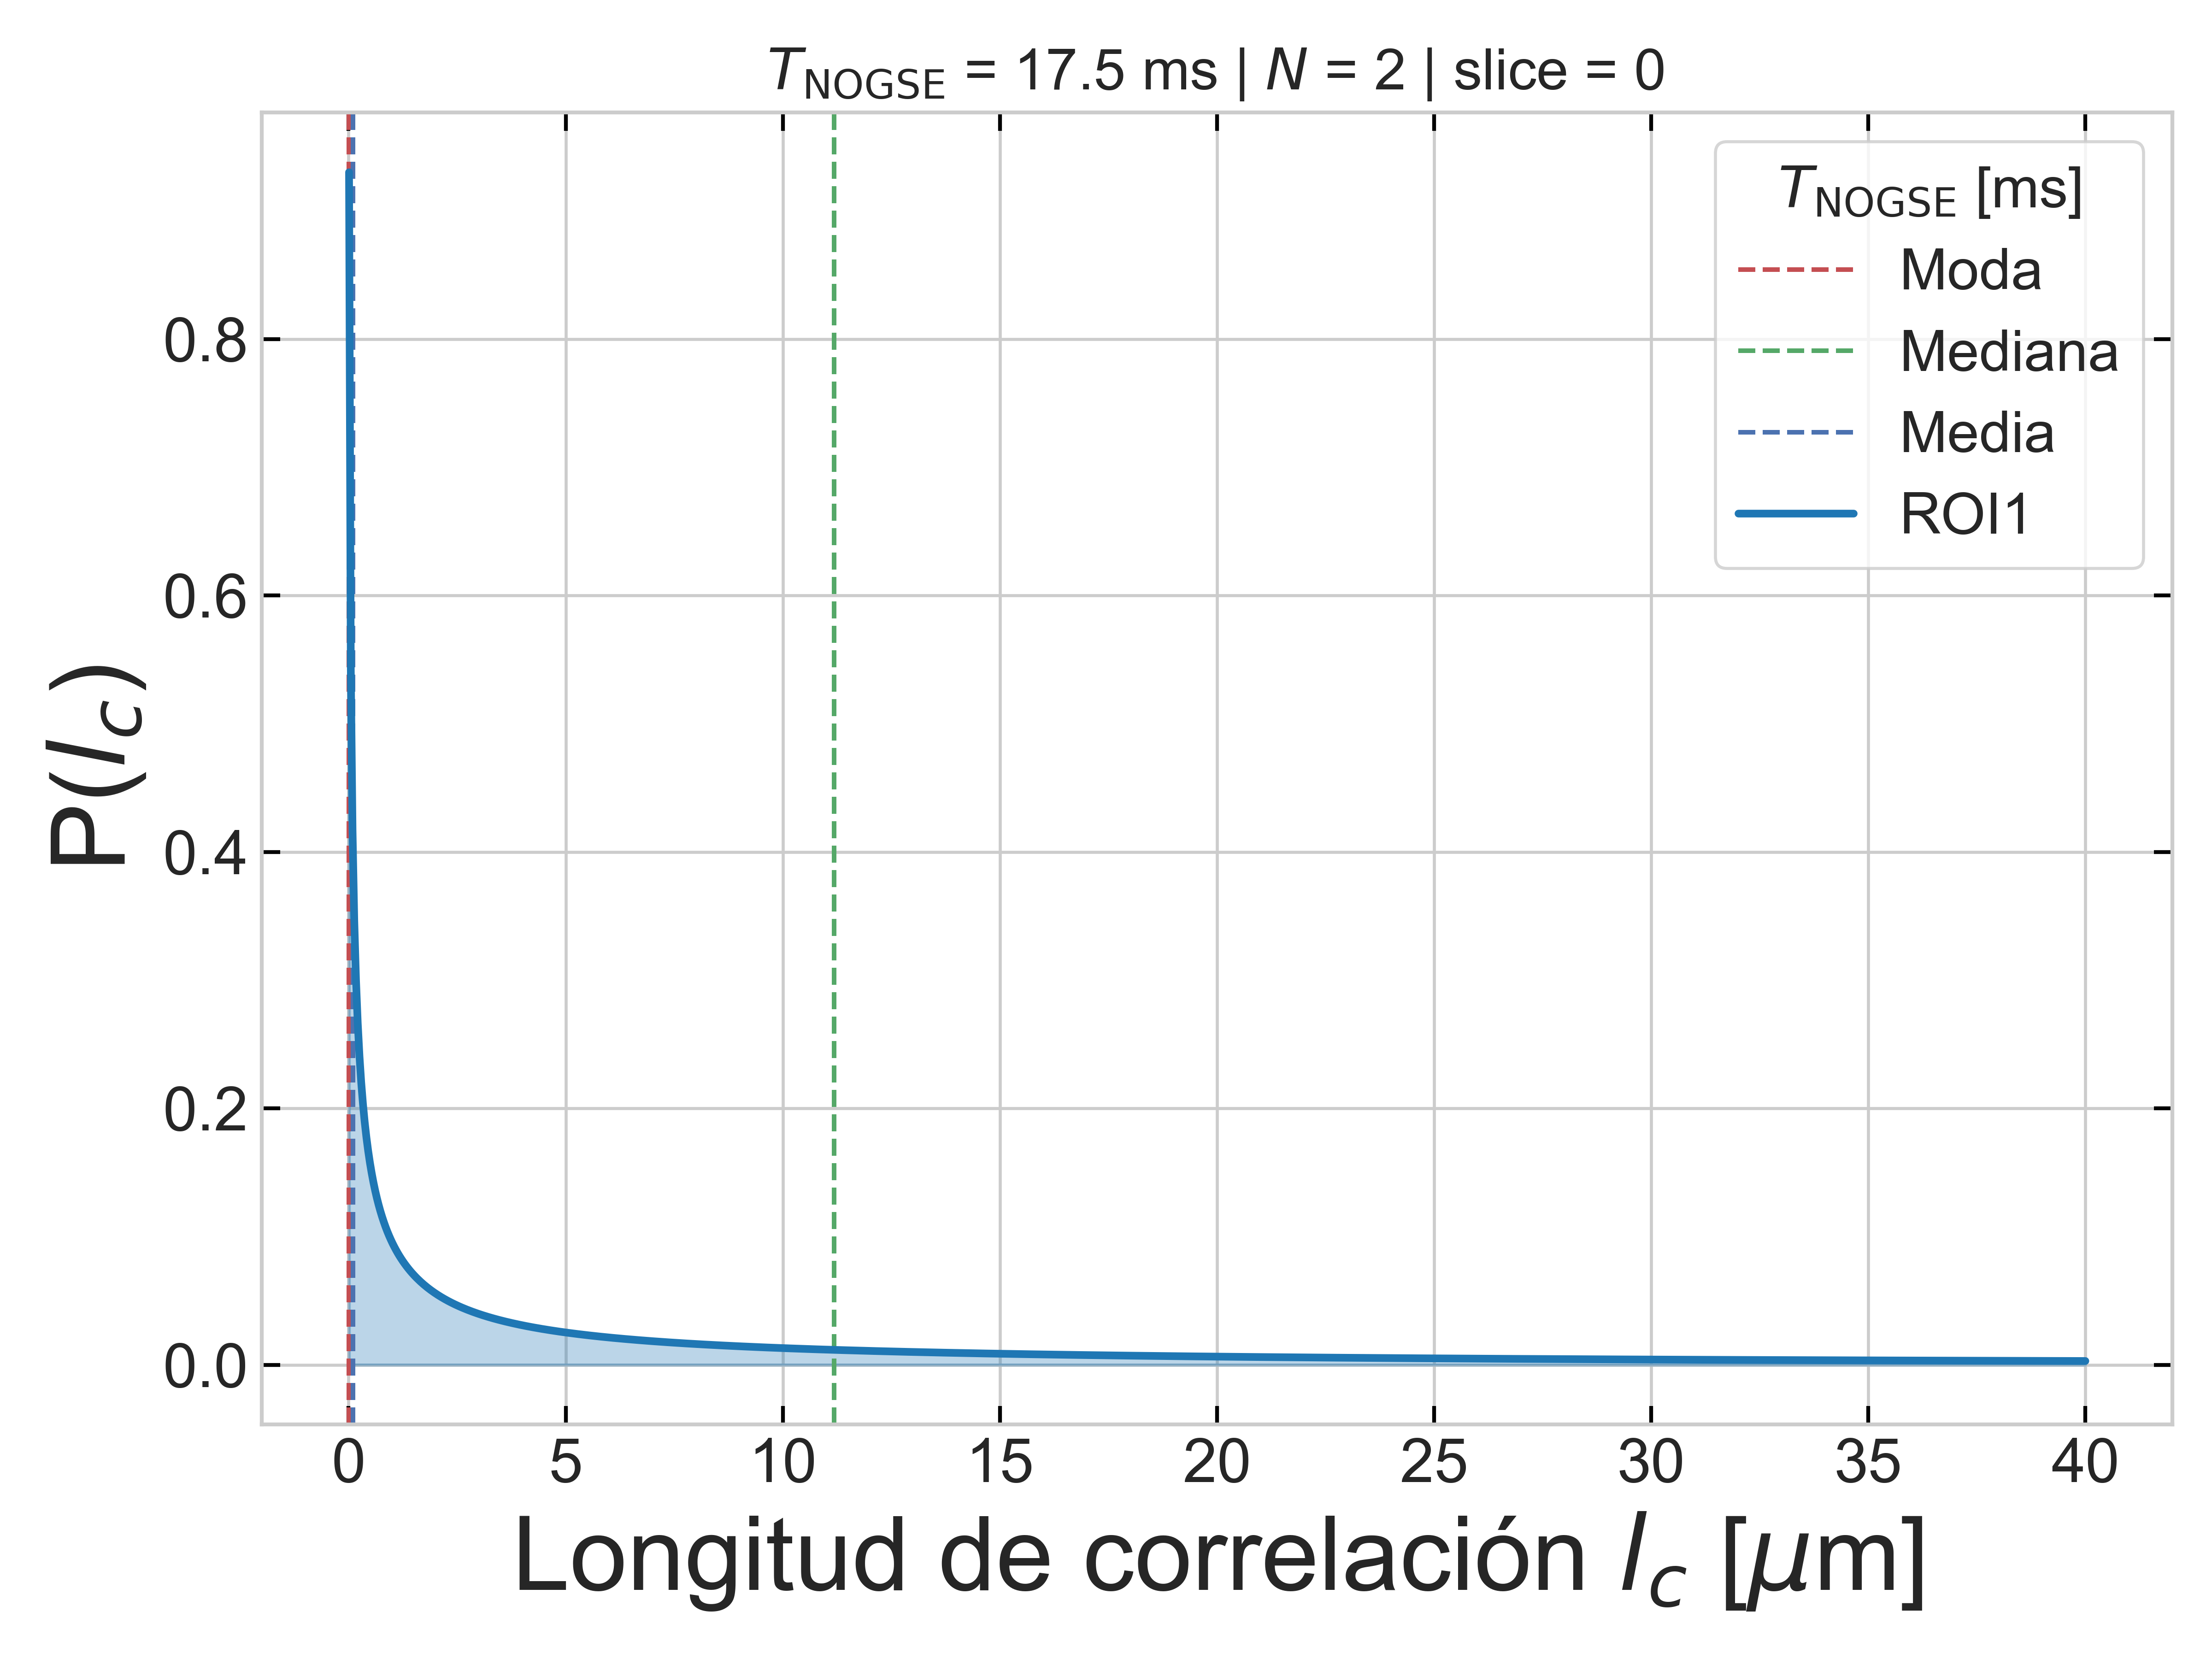 T_NOGSE = 17.5 ms | N = 2 | slice = 0
T_NOGSE [ms]
Moda
Mediana
Media
ROI1
P(l_c)
0.8
0.6
0.4
0.2
0.0
0 5 10 15 20 25 30 35 40
Longitud de correlación l_c [μm]